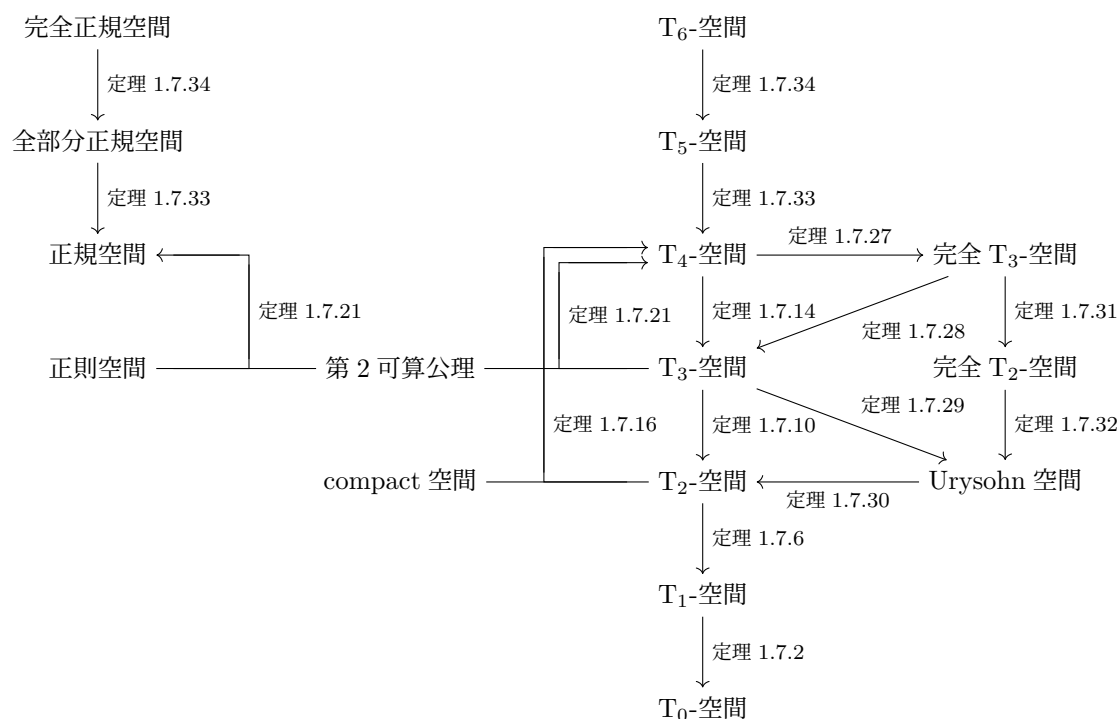 完全正規空間 T₆-空間
定理 1.7.34 定理 1.7.34
全部分正規空間 T₅-空間
定理 1.7.33 定理 1.7.33
定理 1.7.27
正規空間 T₄-空間 完全 T₃-空間
定理 1.7.21 定理 1.7.21 定理 1.7.14 定理 1.7.28 定理 1.7.31
正則空間 第 2 可算公理 T₃-空間 完全 T₂-空間
定理 1.7.29
定理 1.7.16 定理 1.7.10 定理 1.7.32
compact 空間 T₂-空間 Urysohn 空間
定理 1.7.30
定理 1.7.6
T₁-空間
定理 1.7.2
T₀-空間